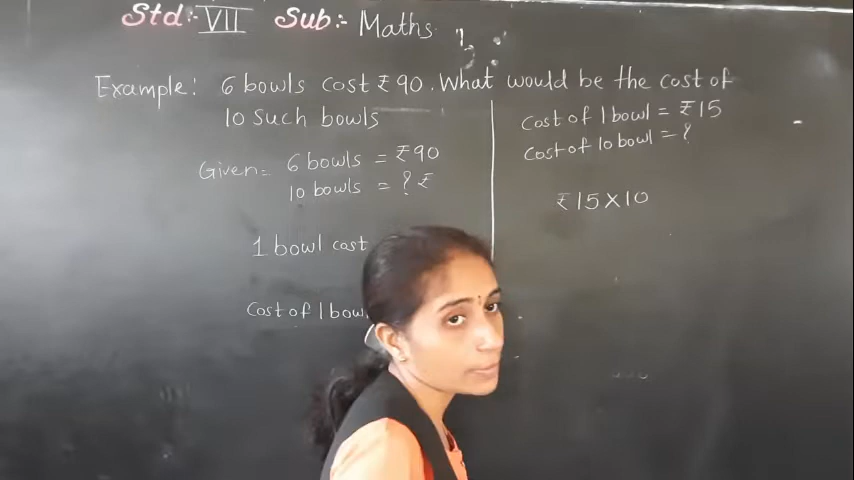 Std:- VII Sub:- Maths
Example: 6 bowls cost ₹90. What would be the cost of
10 such bowls
Given = 6 bowls = ₹90
10 bowls = ? ₹
1 bowl cost
Cost of 1 bowl
Cost of 1 bowl = ₹15
Cost of 10 bowl = ?
₹15×10